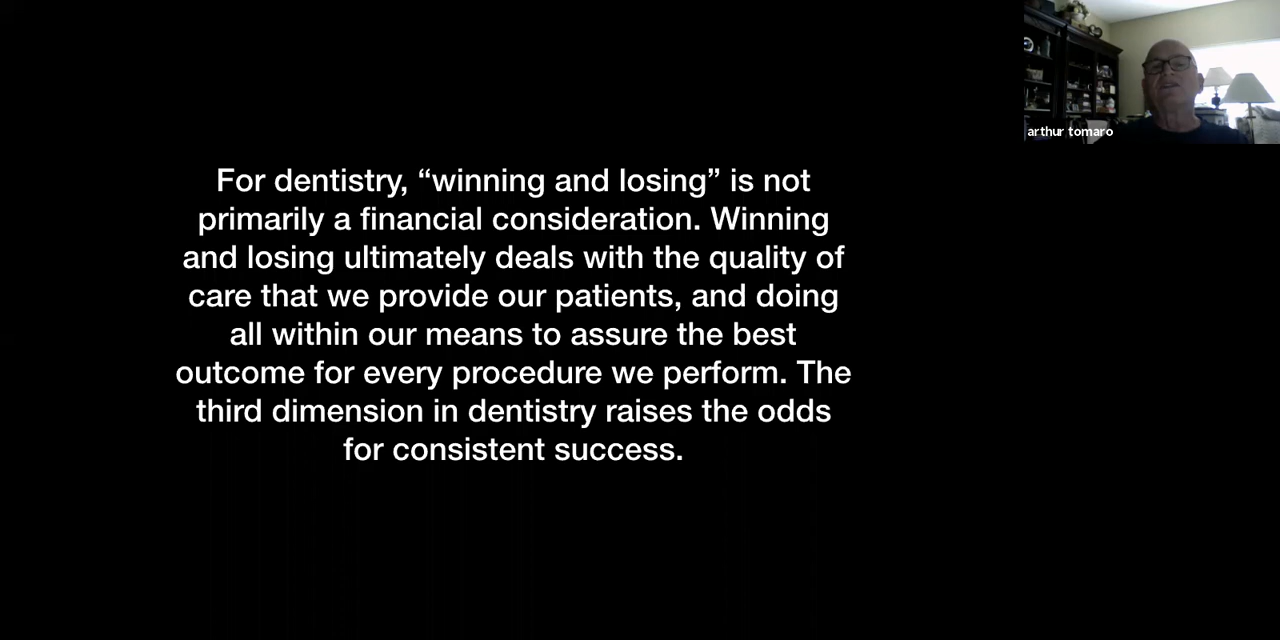 arthur tomaro
For dentistry, “winning and losing” is not
primarily a financial consideration. Winning
and losing ultimately deals with the quality of
care that we provide our patients, and doing
all within our means to assure the best
outcome for every procedure we perform. The
third dimension in dentistry raises the odds
for consistent success.